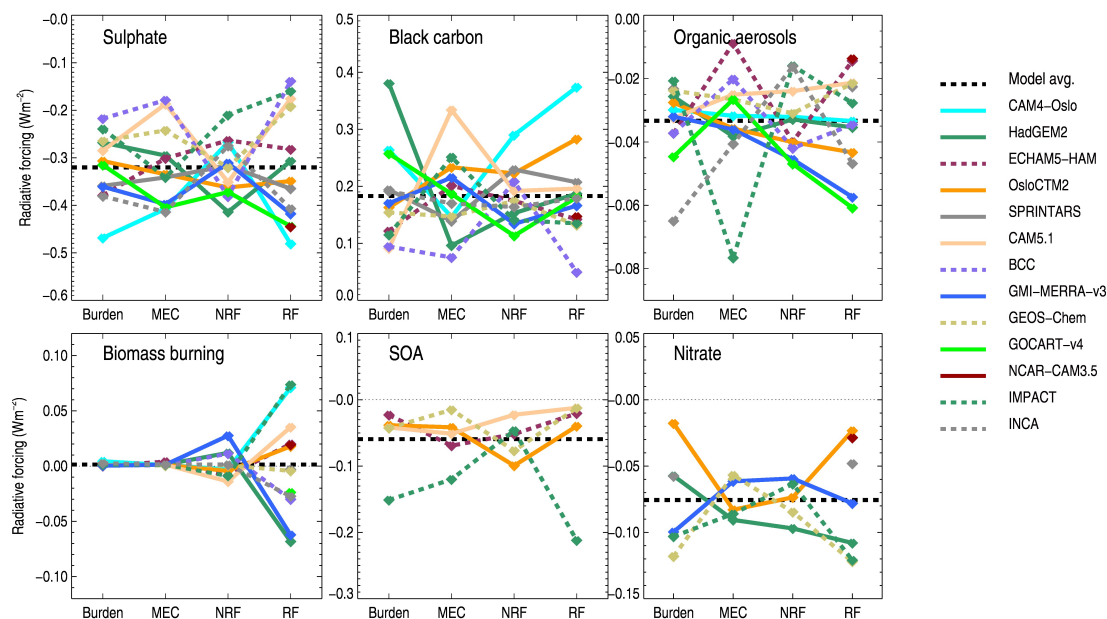 Sulphate
Black carbon
Organic aerosols
Radiative forcing (Wm⁻²)
−0.0
−0.1
−0.2
−0.3
−0.4
−0.5
−0.6
0.5
0.4
0.3
0.2
0.1
0.0
0.00
−0.02
−0.04
−0.06
−0.08
Burden MEC NRF RF
Burden MEC NRF RF
Burden MEC NRF RF
Biomass burning
SOA
Nitrate
Radiative forcing (Wm⁻²)
0.10
0.05
0.00
−0.05
−0.10
0.1
−0.0
−0.1
−0.2
−0.3
0.05
−0.00
−0.05
−0.10
−0.15
Burden MEC NRF RF
Burden MEC NRF RF
Burden MEC NRF RF
Model avg.
CAM4−Oslo
HadGEM2
ECHAM5−HAM
OsloCTM2
SPRINTARS
CAM5.1
BCC
GMI−MERRA−v3
GEOS−Chem
GOCART−v4
NCAR−CAM3.5
IMPACT
INCA